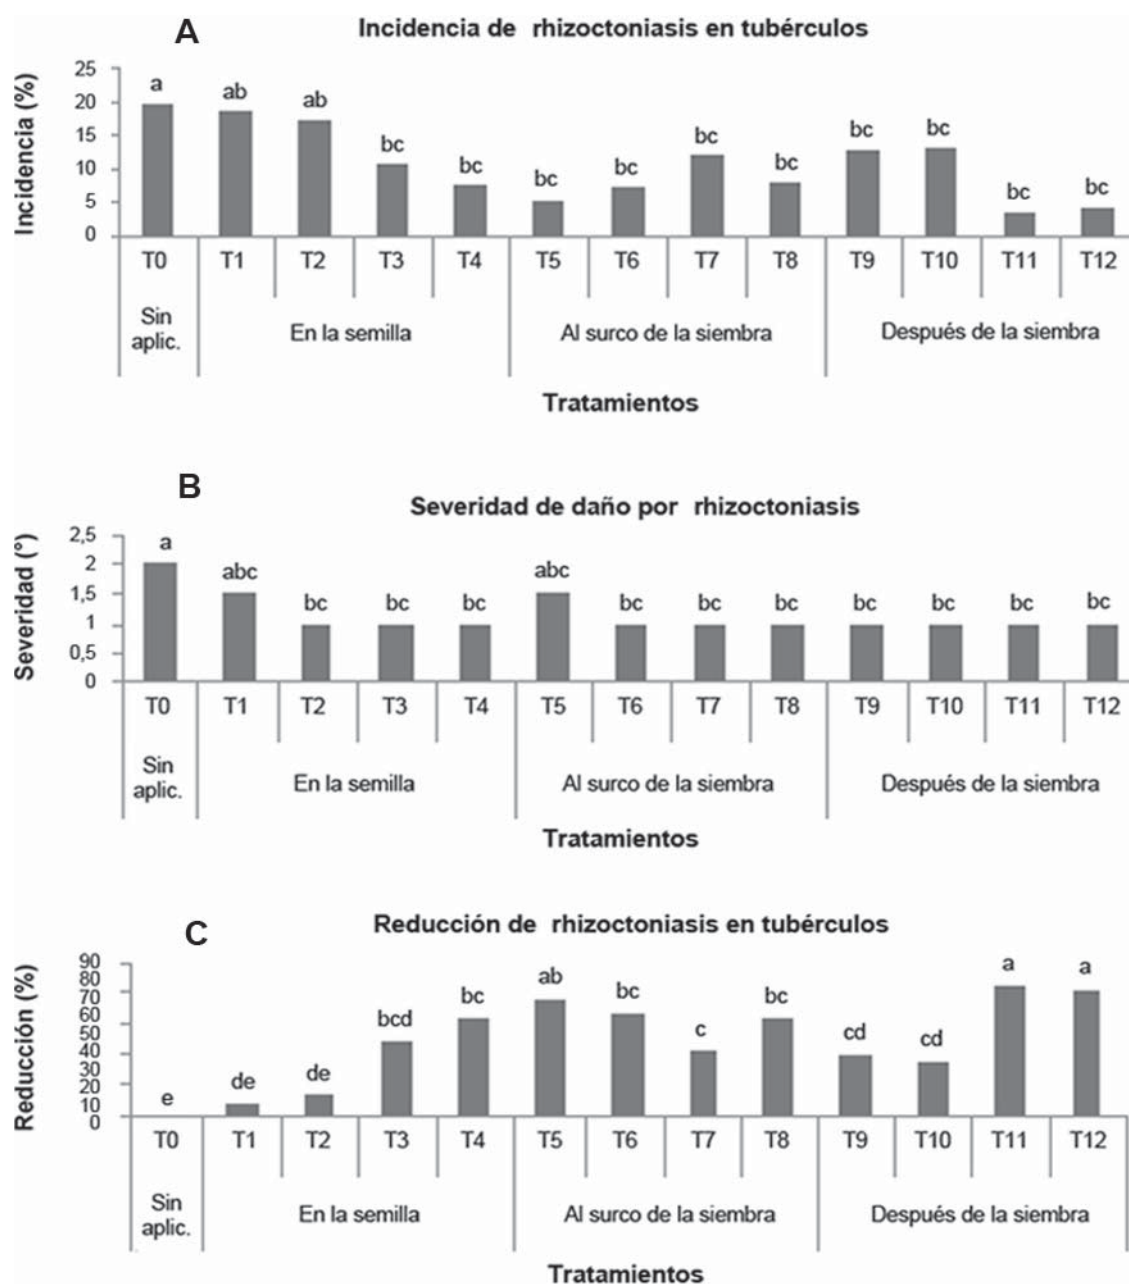 A
Incidencia de rhizoctoniasis en tubérculos
Incidencia (%)
25
20
15
10
5
0
a ab ab bc bc bc bc bc bc bc bc bc bc
T0 T1 T2 T3 T4 T5 T6 T7 T8 T9 T10 T11 T12
Sin aplic. En la semilla Al surco de la siembra Después de la siembra
Tratamientos
B
Severidad de daño por rhizoctoniasis
Severidad (°)
2,5
2
1,5
1
0,5
0
a abc bc bc bc abc bc bc bc bc bc bc bc
T0 T1 T2 T3 T4 T5 T6 T7 T8 T9 T10 T11 T12
Sin aplic. En la semilla Al surco de la siembra Después de la siembra
Tratamientos
C
Reducción de rhizoctoniasis en tubérculos
Reducción (%)
90
80
70
60
50
40
30
20
10
0
e de de bcd bc ab bc c bc cd cd a a
T0 T1 T2 T3 T4 T5 T6 T7 T8 T9 T10 T11 T12
Sin aplic. En la semilla Al surco de la siembra Después de la siembra
Tratamientos